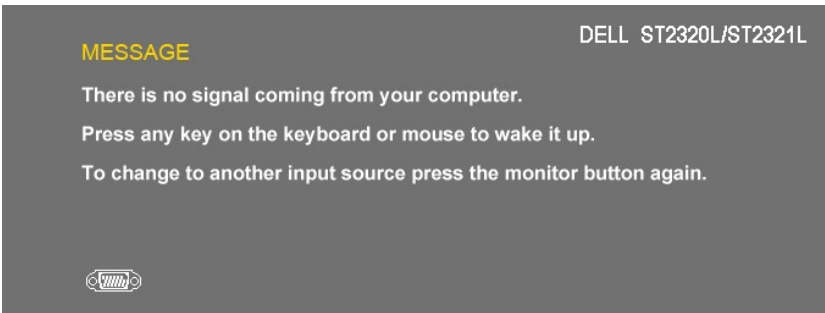 DELL ST2320L/ST2321L
MESSAGE
There is no signal coming from your computer.
Press any key on the keyboard or mouse to wake it up.
To change to another input source press the monitor button again.